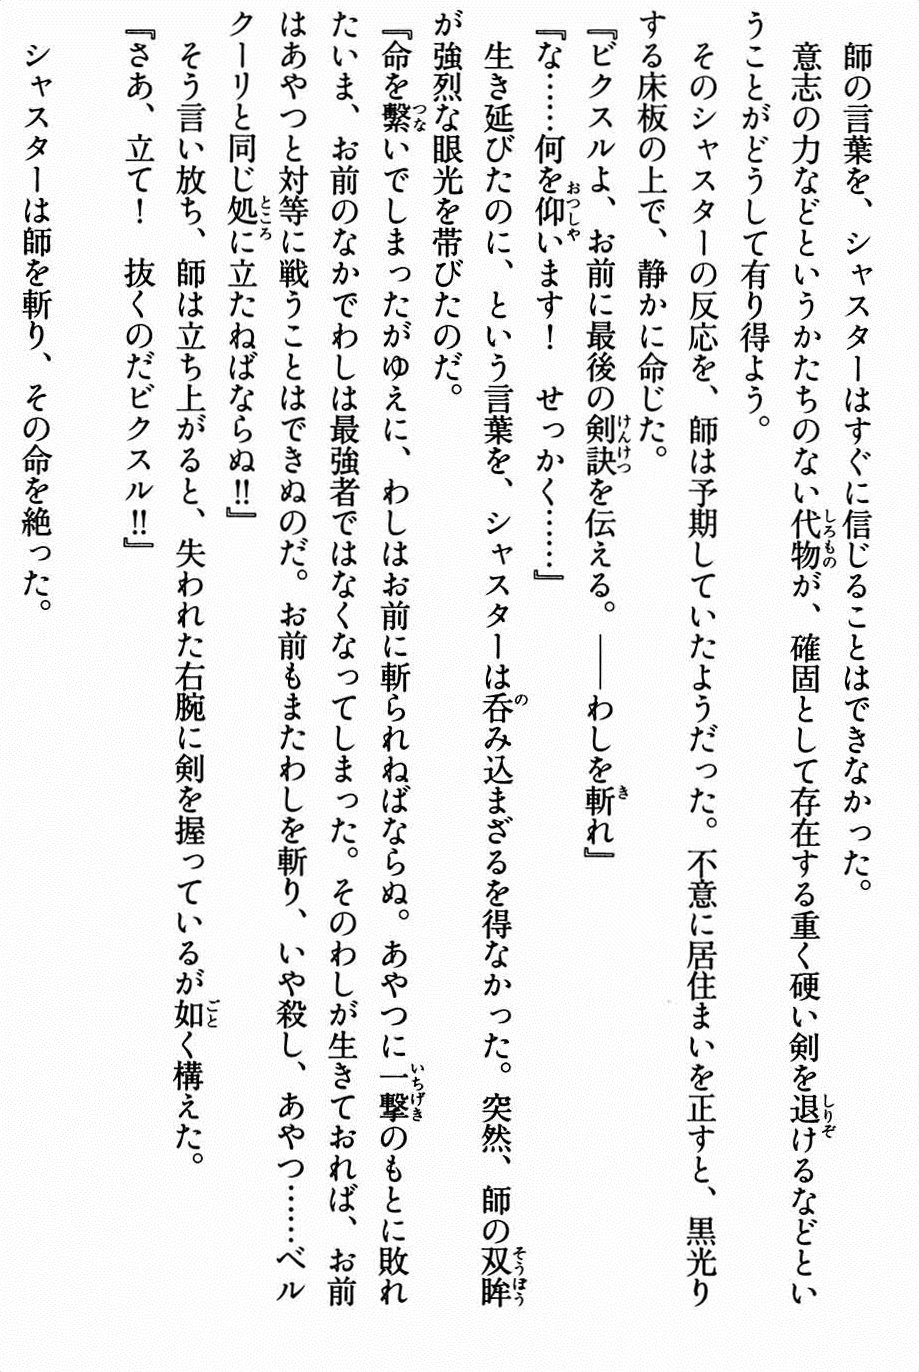 師の言葉を、シャスターはすぐに信じることはできなかった。
意志の力などというかたちのない代物が、確固として存在する重く硬い剣を退けるなどとい
うことがどうして有り得よう。
そのシャスターの反応を、師は予期していたようだった。不意に居住まいを正すと、黒光り
する床板の上で、静かに命じた。
『ビクスルよ、お前に最後の剣訣を伝える。――わしを斬れ』
『な……何を仰います！　せっかく……』
生き延びたのに、という言葉を、シャスターは呑み込まざるを得なかった。突然、師の双眸
が強烈な眼光を帯びたのだ。
『命を繋いでしまったがゆえに、わしはお前に斬られねばならぬ。あやつに一撃のもとに敗れ
たいま、お前のなかでわしは最強者ではなくなってしまった。そのわしが生きておれば、お前
はあやつと対等に戦うことはできぬのだ。お前もまたわしを斬り、いや殺し、あやつ……ベル
クーリと同じ処に立たねばならぬ!!』
そう言い放ち、師は立ち上がると、失われた右腕に剣を握っているが如く構えた。
『さあ、立て！　抜くのだビクスル!!』
シャスターは師を斬り、その命を絶った。